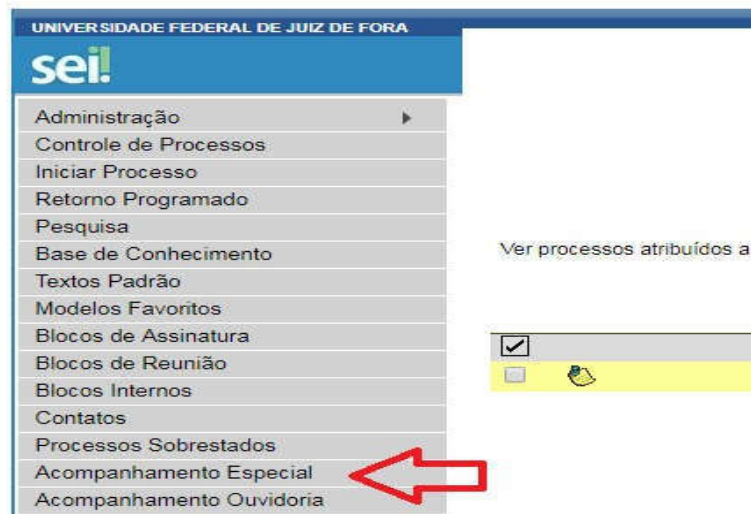 UNIVERSIDADE FEDERAL DE JUIZ DE FORA
sei!
Administração
Controle de Processos
Iniciar Processo
Retorno Programado
Pesquisa
Base de Conhecimento
Textos Padrão
Modelos Favoritos
Blocos de Assinatura
Blocos de Reunião
Blocos Internos
Contatos
Processos Sobrestados
Acompanhamento Especial
Acompanhamento Ouvidoria
Ver processos atribuídos a